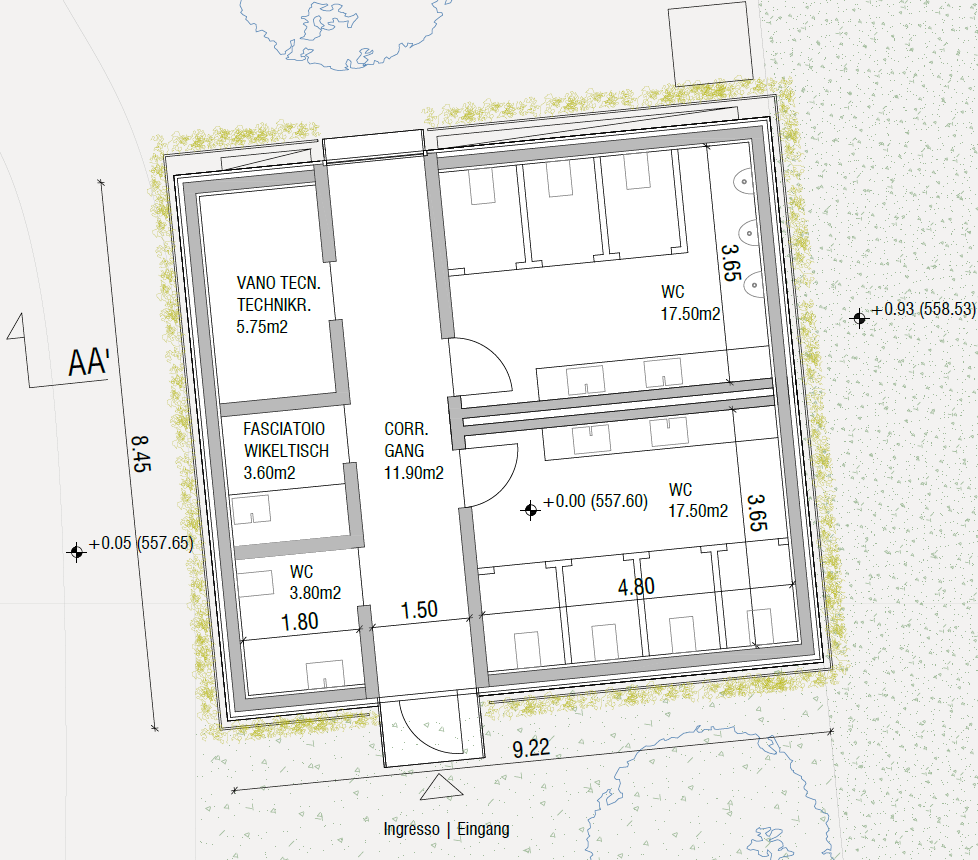 3.65
VANO TECN.
TECHNIKR.
5.75m2
WC
17.50m2
+0.93 (558.53)
AA'
8.45
FASCIATOIO
WIKELTISCH
3.60m2
CORR.
GANG
11.90m2
+0.00 (557.60)
WC
17.50m2
3.65
+0.05 (557.65)
WC
3.80m2
1.80
1.50
4.80
9.22
Ingresso | Eingang